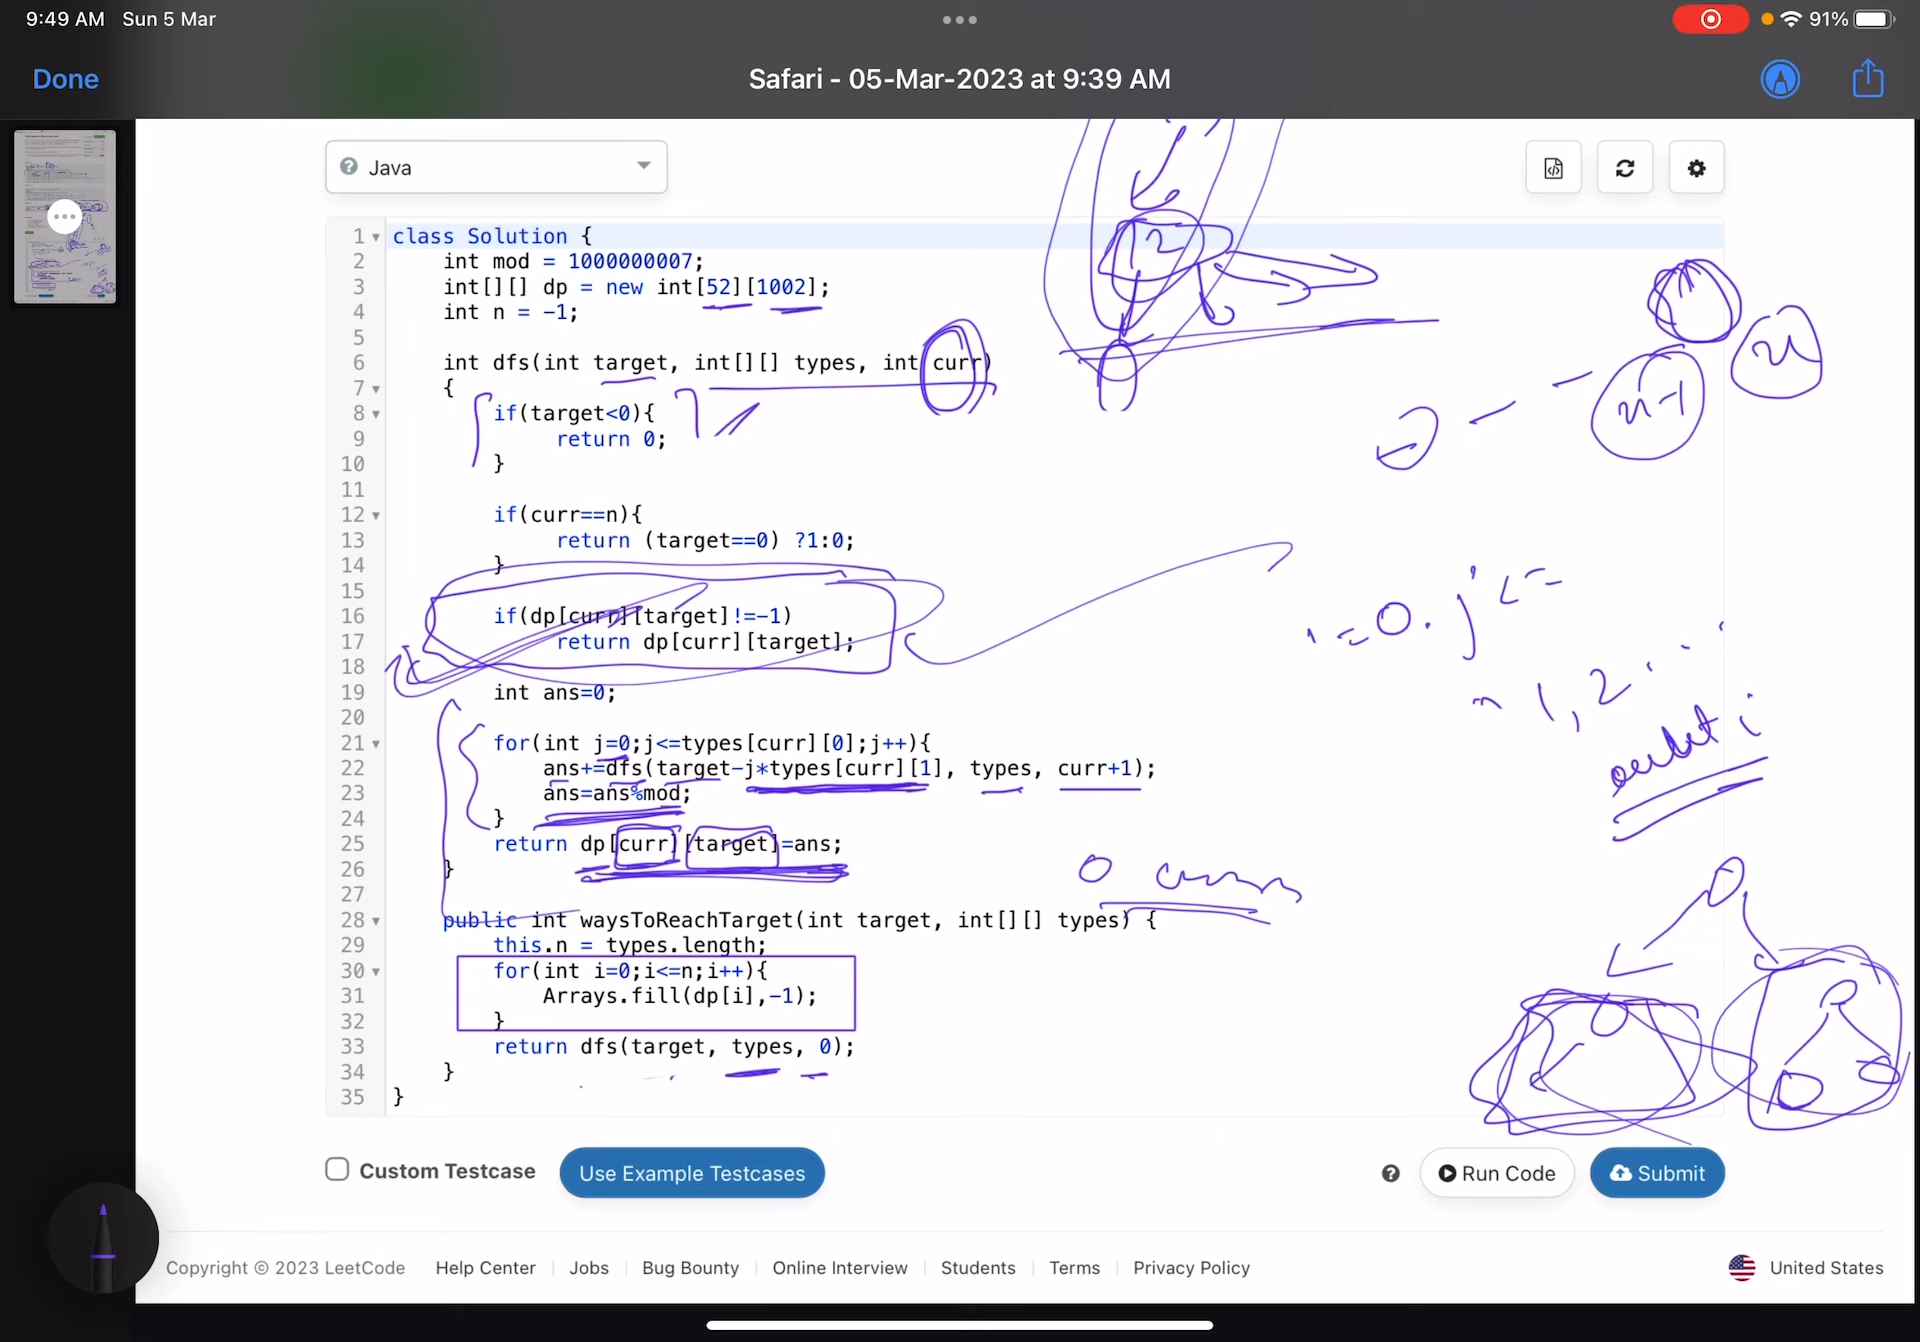 9:49 AM Sun 5 Mar
91%
Done
Safari - 05-Mar-2023 at 9:39 AM
Java
1 class Solution {
2 int mod = 1000000007;
3 int[][] dp = new int[52][1002];
4 int n = -1;
5
6 int dfs(int target, int[][] types, int curr)
7 {
8 if(target<0){
9 return 0;
10 }
11
12 if(curr==n){
13 return (target==0) ?1:0;
14 }
15
16 if(dp[curr][target]!=-1)
17 return dp[curr][target];
18
19 int ans=0;
20
21 for(int j=0;j<=types[curr][0];j++){
22 ans+=dfs(target-j*types[curr][1], types, curr+1);
23 ans=ans%mod;
24 }
25 return dp[curr][target]=ans;
26 }
27
28 public int waysToReachTarget(int target, int[][] types) {
29 this.n = types.length;
30 for(int i=0;i<=n;i++){
31 Arrays.fill(dp[i],-1);
32 }
33 return dfs(target, types, 0);
34 }
35 }
12
n
n-1
=0. j<=
1, 2
i
0
Custom Testcase
Use Example Testcases
Run Code
Submit
Copyright © 2023 LeetCode
Help Center
Jobs
Bug Bounty
Online Interview
Students
Terms
Privacy Policy
United States